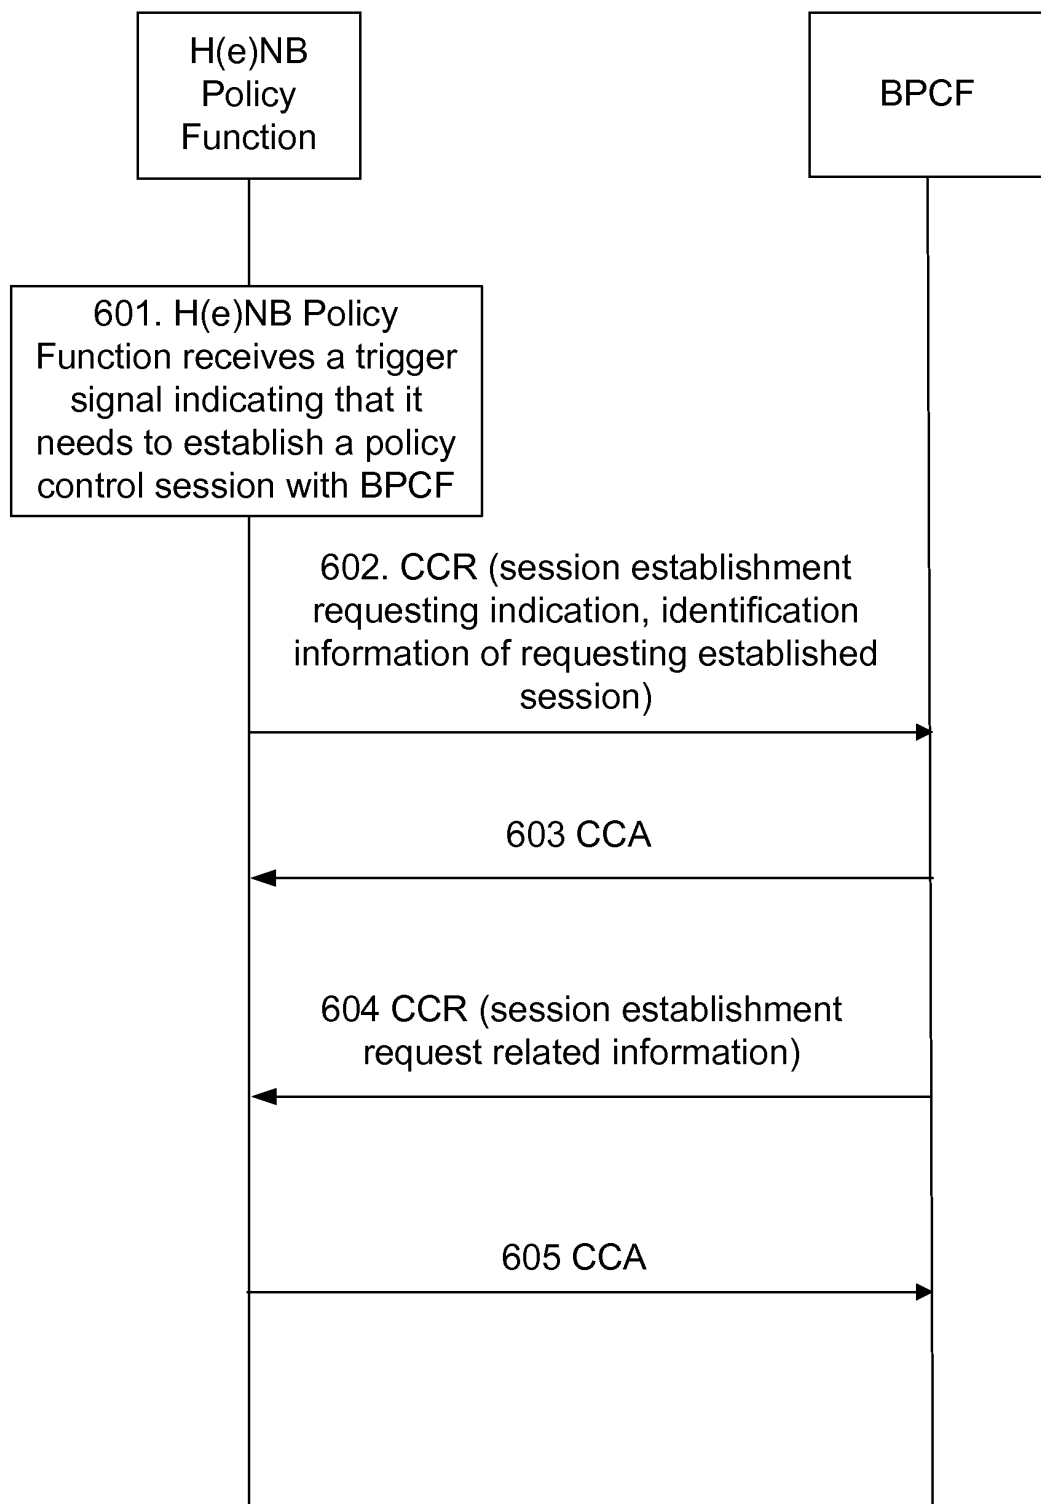 H(e)NB
Policy
Function
BPCF
601. H(e)NB Policy
Function receives a trigger
signal indicating that it
needs to establish a policy
control session with BPCF
602. CCR (session establishment
requesting indication, identification
information of requesting established
session)
603 CCA
604 CCR (session establishment
request related information)
605 CCA